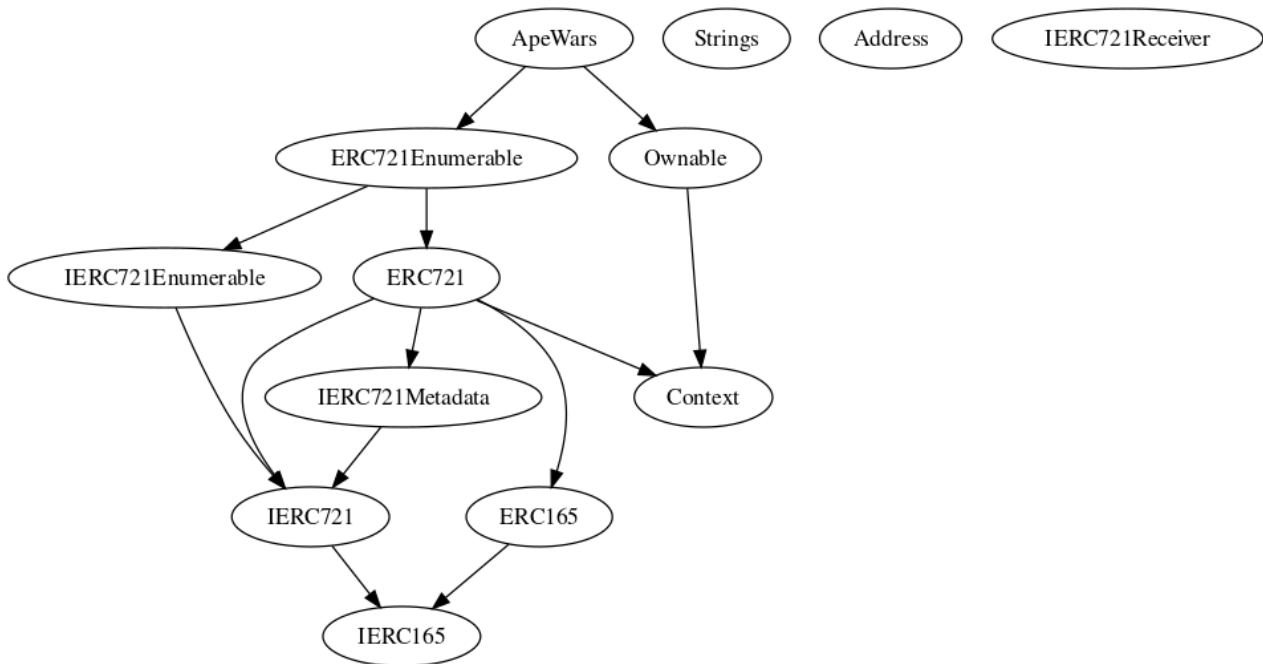 ApeWars
Strings
Address
IERC721Receiver
ERC721Enumerable
Ownable
IERC721Enumerable
ERC721
IERC721Metadata
Context
IERC721
ERC165
IERC165